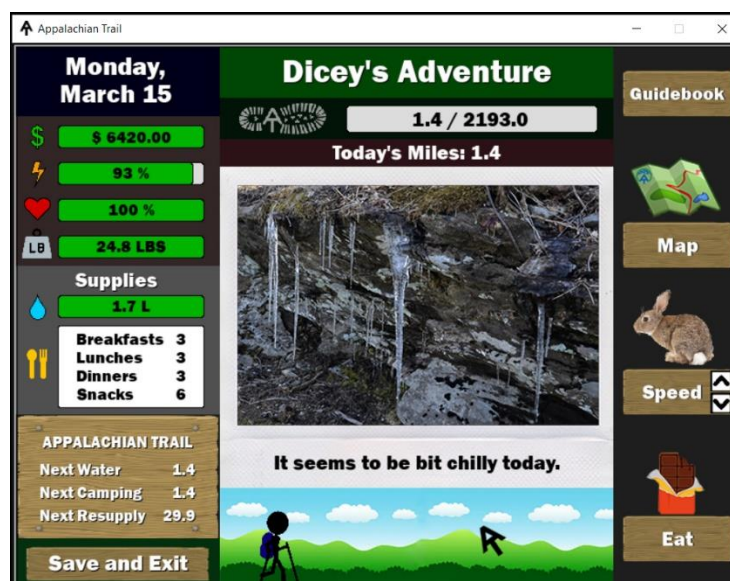 Appalachian Trail
Monday,
March 15
$ 6420.00
93 %
100 %
LB
24.8 LBS
Supplies
1.7 L
Breakfasts 3
Lunches 3
Dinners 3
Snacks 6
APPALACHIAN TRAIL
Next Water 1.4
Next Camping 1.4
Next Resupply 29.9
Save and Exit
Dicey's Adventure
1.4 / 2193.0
Today's Miles: 1.4
It seems to be bit chilly today.
Guidebook
Map
Speed
Eat